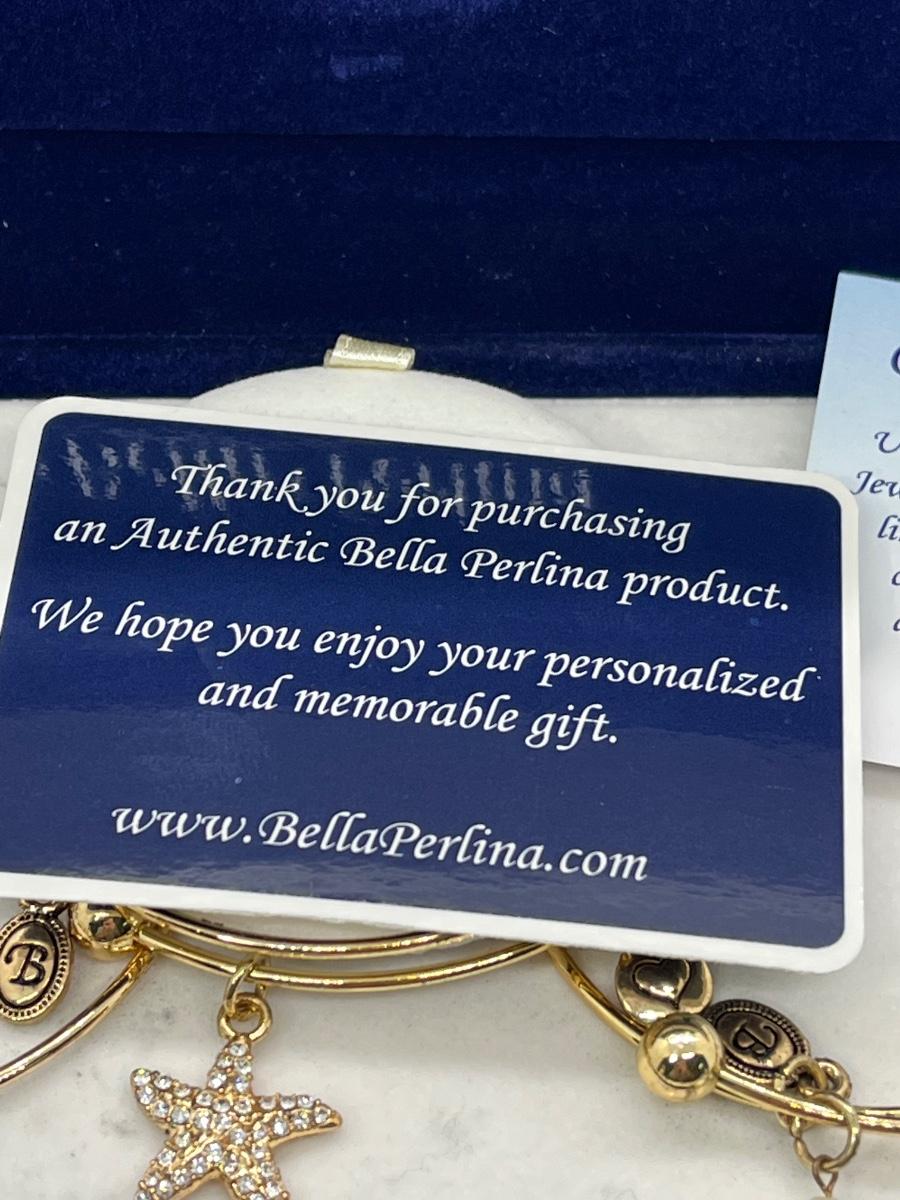 Thank you for purchasing
an Authentic Bella Perlina product.
We hope you enjoy your personalized
and memorable gift.
www.BellaPerlina.com
B
B